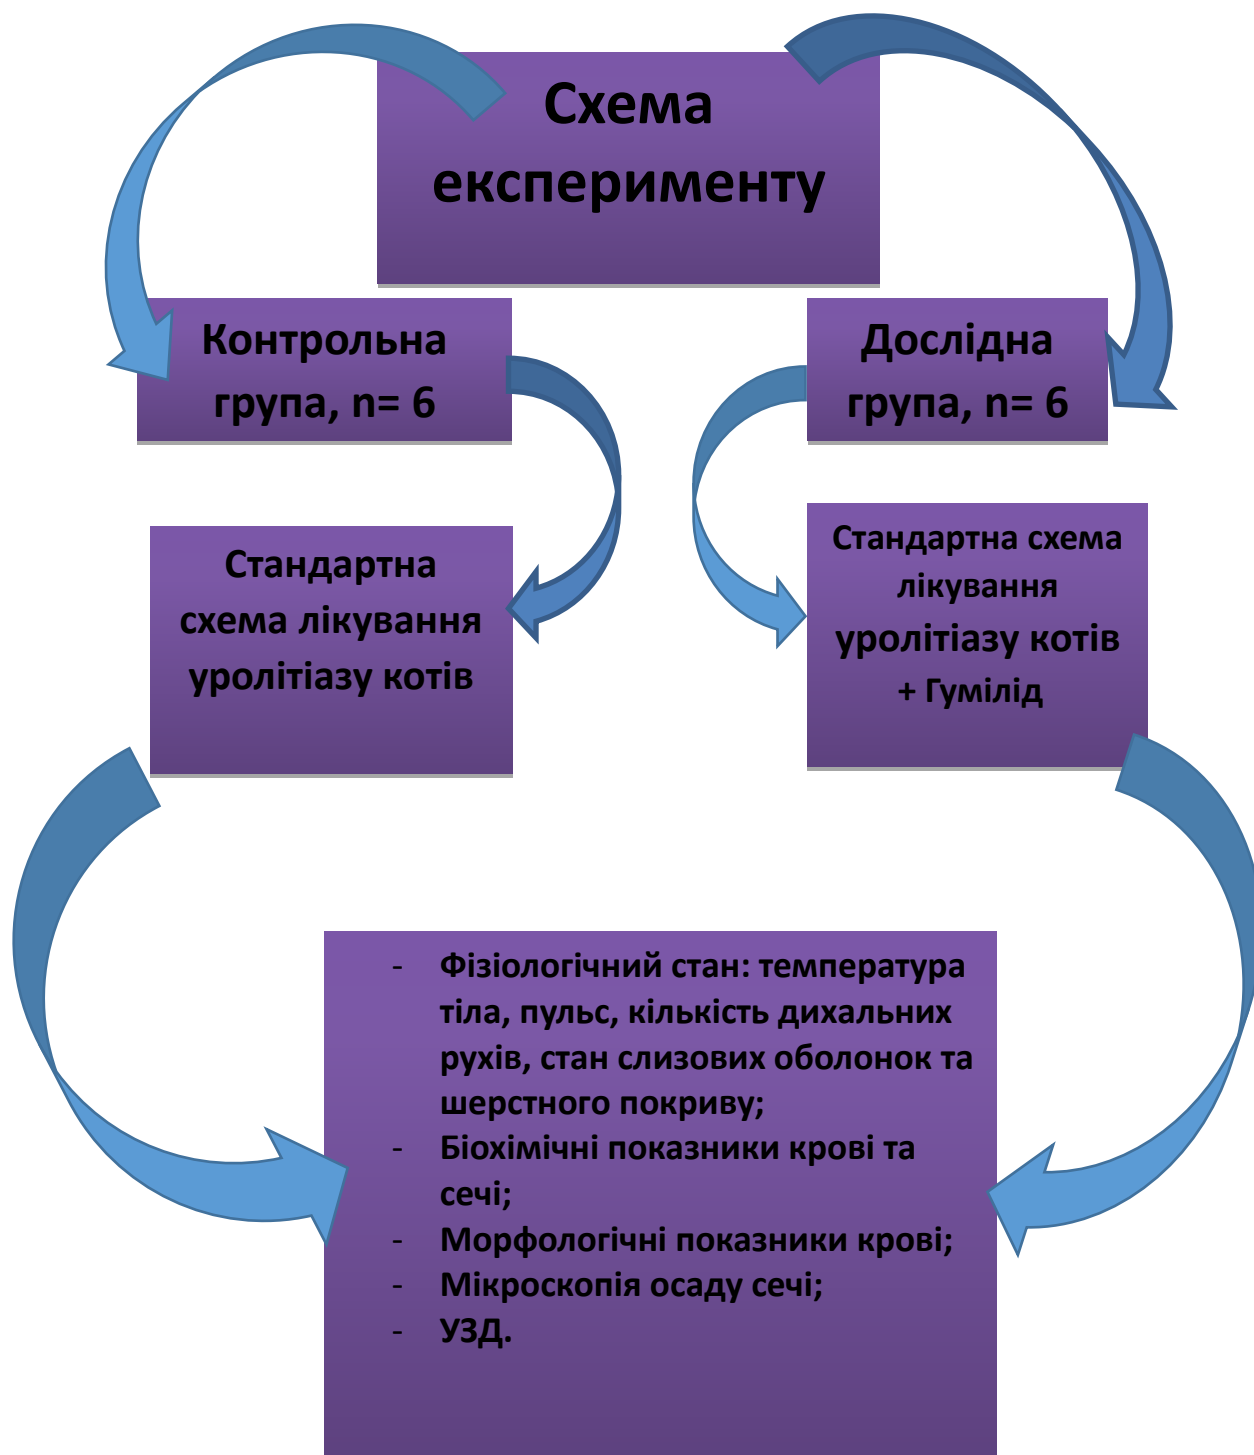 Схема
експерименту
Контрольна
група, n= 6
Дослідна
група, n= 6
Стандартна
схема лікування
уролітіазу котів
Стандартна схема
лікування
уролітіазу котів
+ Гумілід
- Фізіологічний стан: температура
тіла, пульс, кількість дихальних
рухів, стан слизових оболонок та
шерстного покриву;
- Біохімічні показники крові та
сечі;
- Морфологічні показники крові;
- Мікроскопія осаду сечі;
- УЗД.